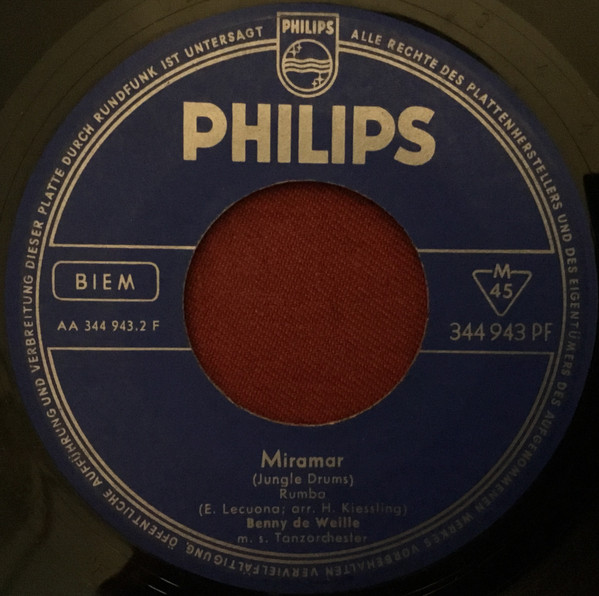 PHILIPS
ALLE RECHTE DES PLATTENHERSTELLERS UND DES EIGENTÜMERS DES AUFGENOMMENEN WERKES VORBEHALTEN VERVIELFÄLTIGUNG, ÖFFENTLICHE AUFFÜHRUNG UND VERBREITUNG DIESER PLATTE DURCH RUNDFUNK IST UNTERSAGT
PHILIPS
BIEM
AA 344 943.2 F
M
45
344 943 PF
Miramar
(Jungle Drums)
Rumba
(E. Lecuona; arr. H. Kiessling)
Benny de Weille
m. s. Tanzorchester